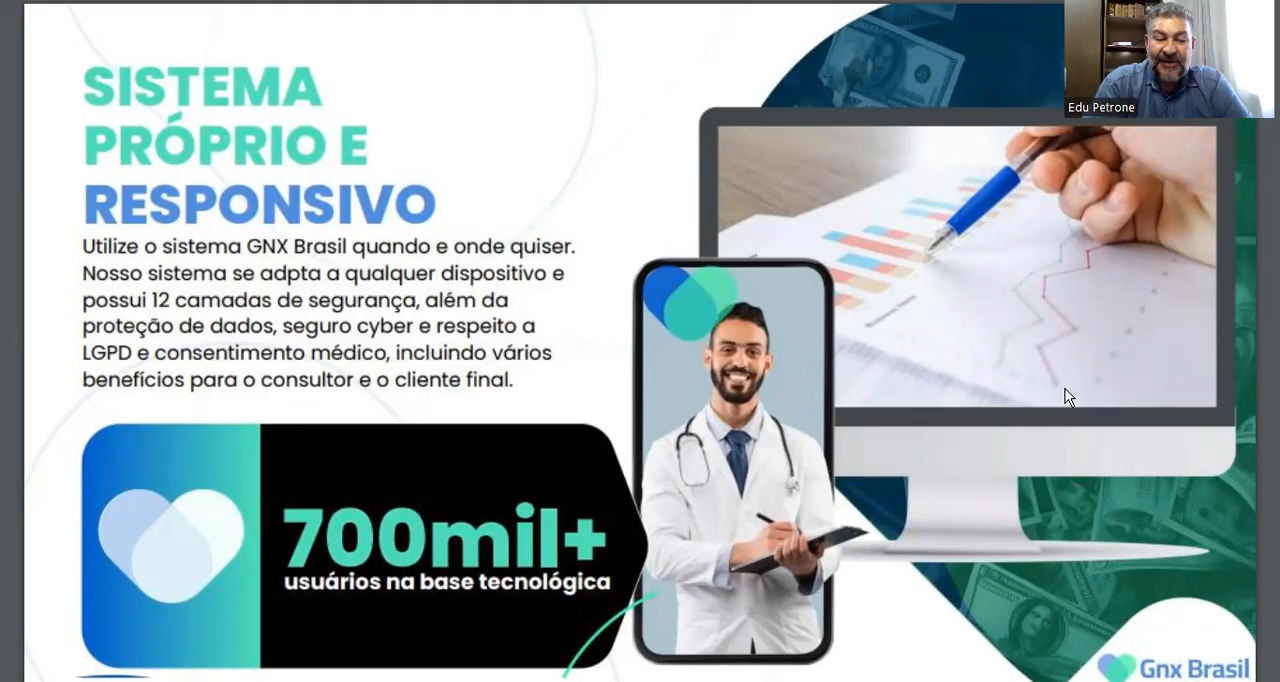 SISTEMA
PRÓPRIO E
RESPONSIVO
Utilize o sistema GNX Brasil quando e onde quiser.
Nosso sistema se adpta a qualquer dispositivo e
possui 12 camadas de segurança, além da
proteção de dados, seguro cyber e respeito a
LGPD e consentimento médico, incluindo vários
benefícios para o consultor e o cliente final.
700mil+
usuários na base tecnológica
Edu Petrone
Gnx Brasil